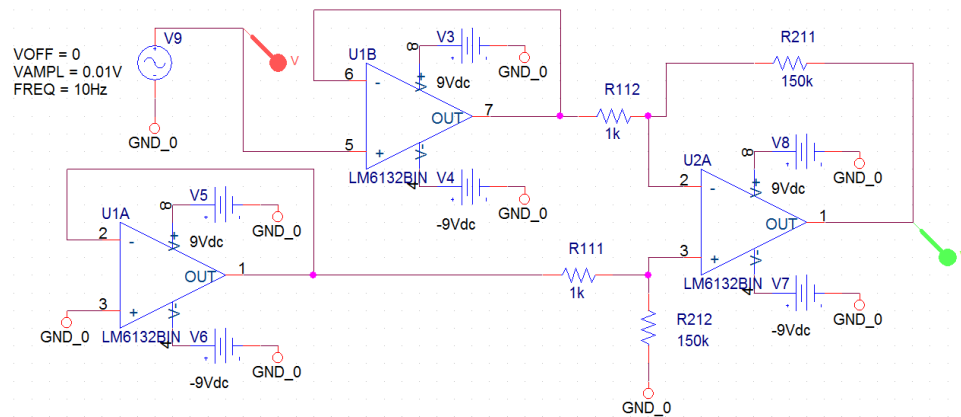 V9
VOFF = 0
VAMPL = 0.01V
FREQ = 10Hz
V
GND_0
U1B
8
V3
9Vdc
GND_0
6
-
V+
OUT
7
5
+
V-
4
LM6132BIN
V4
-9Vdc
GND_0
R112
1k
R211
150k
U1A
8
V5
9Vdc
GND_0
2
-
V+
OUT
1
3
+
V-
4
GND_0
LM6132BIN
V6
-9Vdc
GND_0
R111
1k
R212
150k
GND_0
U2A
8
V8
9Vdc
GND_0
2
-
V+
OUT
1
3
+
V-
4
LM6132BIN
V7
-9Vdc
GND_0